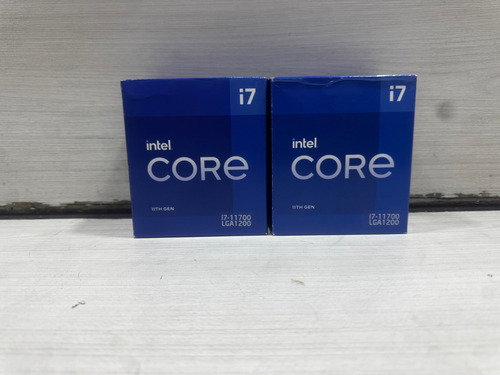 i7
intel
CORe
11TH GEN
I7-11700
LGA1200
i7
intel
CORe
11TH GEN
I7-11700
LGA1200